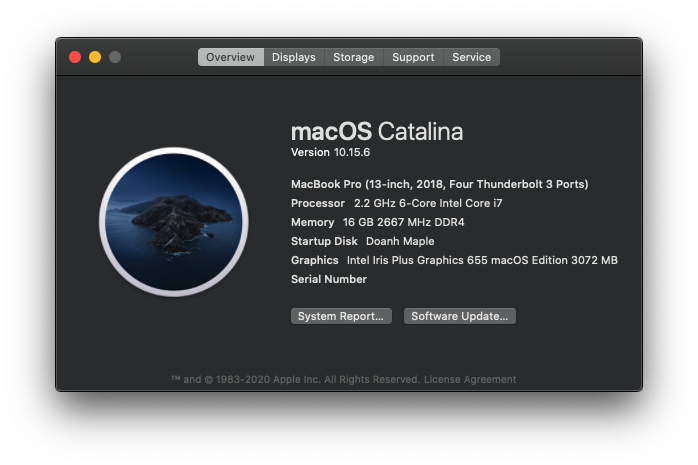 Overview Displays Storage Support Service
macOS Catalina
Version 10.15.6
MacBook Pro (13-inch, 2018, Four Thunderbolt 3 Ports)
Processor 2.2 GHz 6-Core Intel Core i7
Memory 16 GB 2667 MHz DDR4
Startup Disk Doanh Maple
Graphics Intel Iris Plus Graphics 655 macOS Edition 3072 MB
Serial Number
System Report... Software Update...
™ and © 1983-2020 Apple Inc. All Rights Reserved. License Agreement